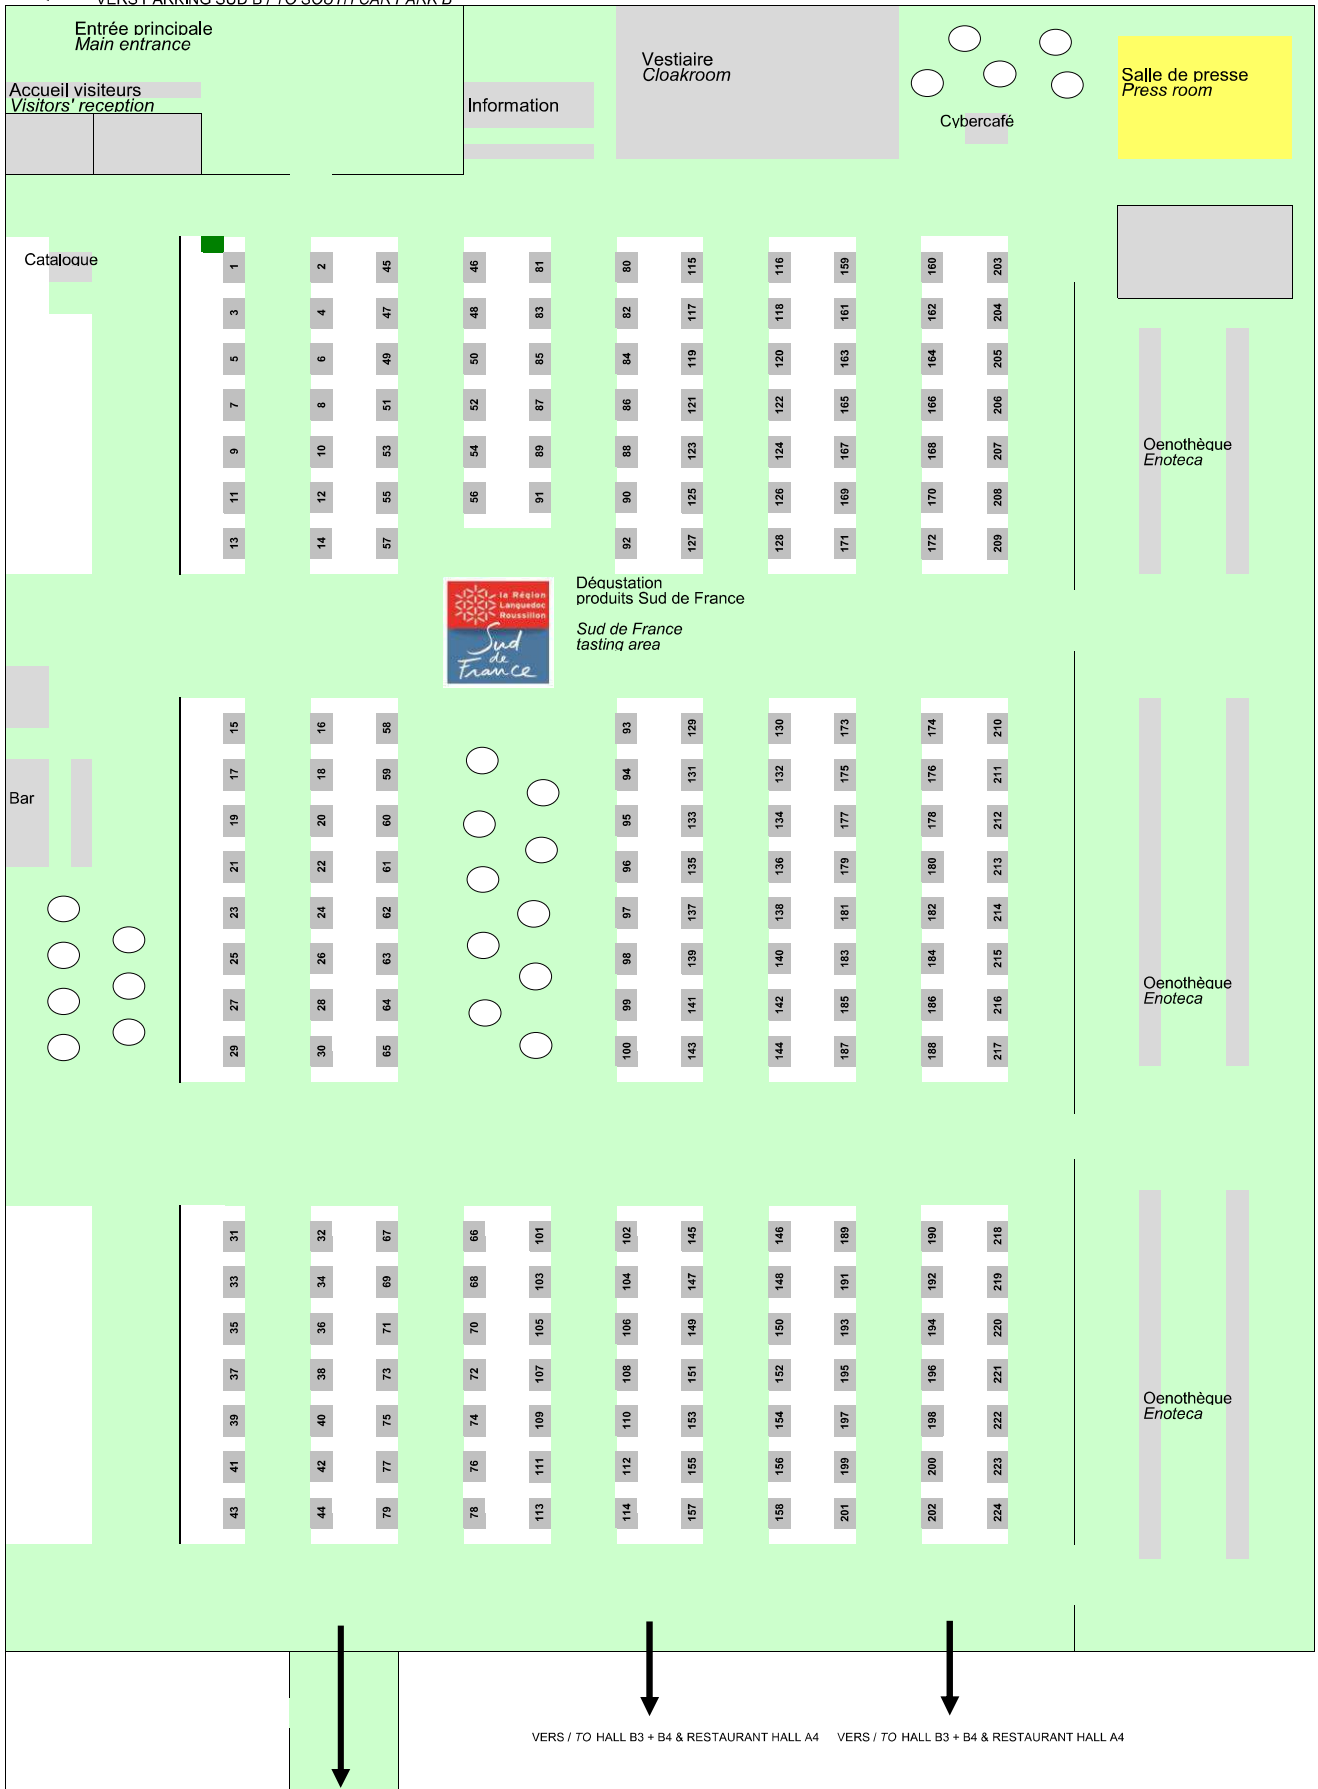 VERS PARKING SUD B / TO SOUTH CAR PARK B
Entrée principale
Main entrance
Accueil visiteurs
Visitors' reception
Information
Vestiaire
Cloakroom
Cybercafé
Salle de presse
Press room
Catalogue
1 2 45 46 81 80 115 116 159 160 203
3 4 47 48 83 82 117 118 161 162 204
5 6 49 50 85 84 119 120 163 164 205
7 8 51 52 87 86 121 122 165 166 206
9 10 53 54 89 88 123 124 167 168 207
11 12 55 56 91 90 125 126 169 170 208
13 14 57 92 127 128 171 172 209
Oenothèque
Enoteca
la Région
Languedoc
Roussillon
Sud
de
France
Dégustation
produits Sud de France
Sud de France
tasting area
15 16 58 93 129 130 173 174 210
17 18 59 94 131 132 175 176 211
Bar
19 20 60 95 133 134 177 178 212
21 22 61 96 135 136 179 180 213
23 24 62 97 137 138 181 182 214
25 26 63 98 139 140 183 184 215
27 28 64 99 141 142 185 186 216
29 30 65 100 143 144 187 188 217
Oenothèque
Enoteca
31 32 67 66 101 102 145 146 189 190 218
33 34 69 68 103 104 147 148 191 192 219
35 36 71 70 105 106 149 150 193 194 220
37 38 73 72 107 108 151 152 195 196 221
39 40 75 74 109 110 153 154 197 198 222
41 42 77 76 111 112 155 156 199 200 223
43 44 79 78 113 114 157 158 201 202 224
Oenothèque
Enoteca
VERS / TO HALL B3 + B4 & RESTAURANT HALL A4
VERS / TO HALL B3 + B4 & RESTAURANT HALL A4